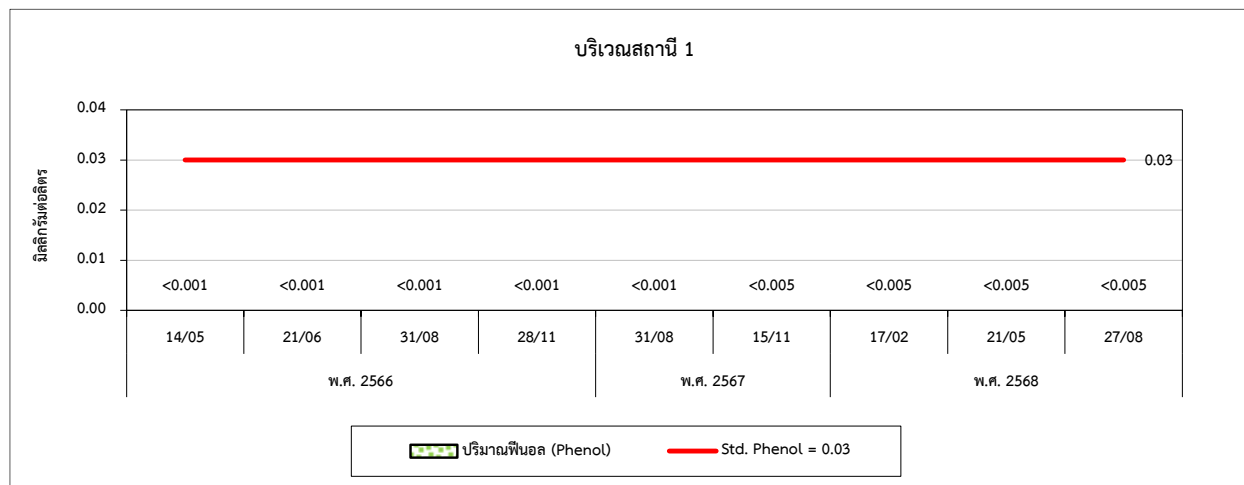 บริเวณสถานี 1
มิลลิกรัมต่อลิตร
0.04
0.03
0.03
0.02
0.01
0.00
<0.001 <0.001 <0.001 <0.001 <0.001 <0.005 <0.005 <0.005 <0.005
14/05 21/06 31/08 28/11 31/08 15/11 17/02 21/05 27/08
พ.ศ. 2566 พ.ศ. 2567 พ.ศ. 2568
ปริมาณฟีนอล (Phenol) Std. Phenol = 0.03